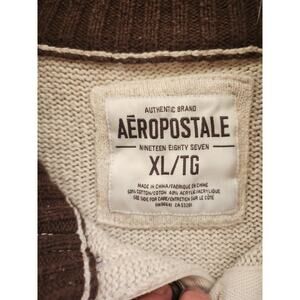 AUTHENTIC BRAND
AÉROPOSTALE
NINETEEN EIGHTY SEVEN
XL/TG
MADE IN CHINA/FABRIQUÉ EN CHINE
60% COTTON/COTON 40% ACRYLIC/ACRYLIQUE
SEE SIDE FOR CARE/ENTRETIEN SUR LE CÔTÉ